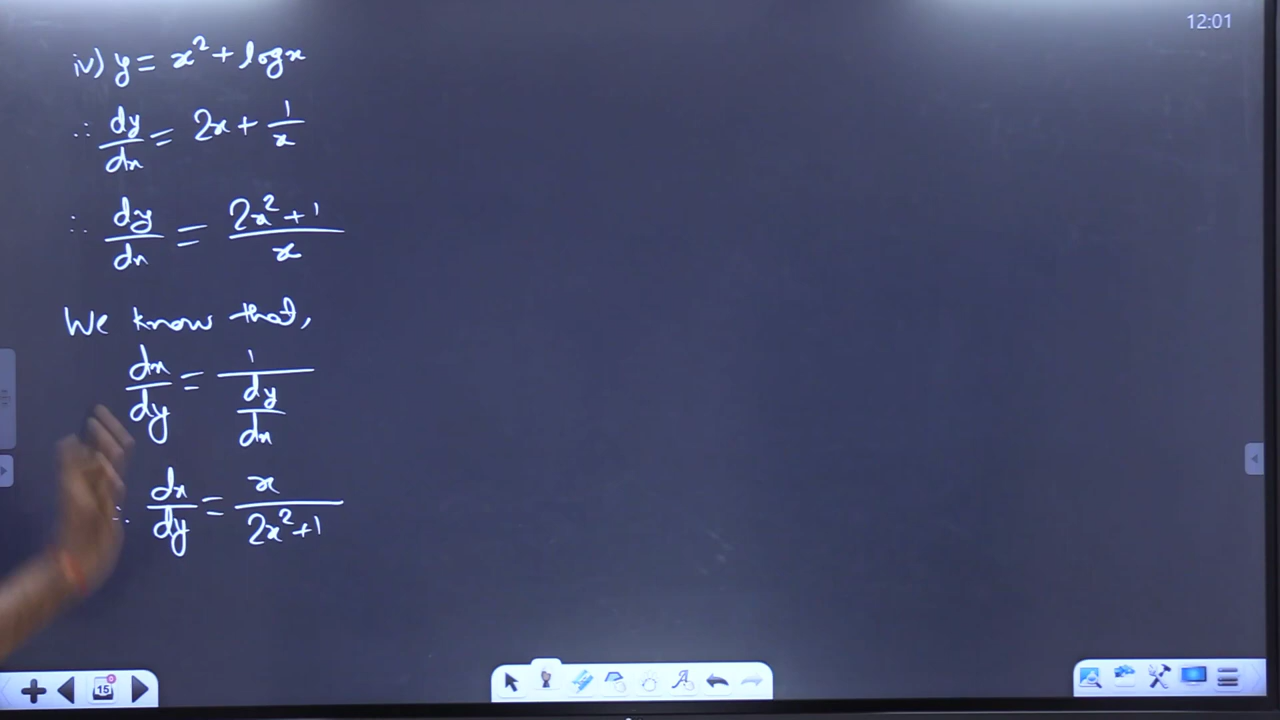 12:01
iv) y = x² + log x
∴ dy/dx = 2x + 1/x
∴ dy/dx = (2x² + 1)/x
We know that,
dx/dy = 1/(dy/dx)
∴ dx/dy = x/(2x² + 1)
15